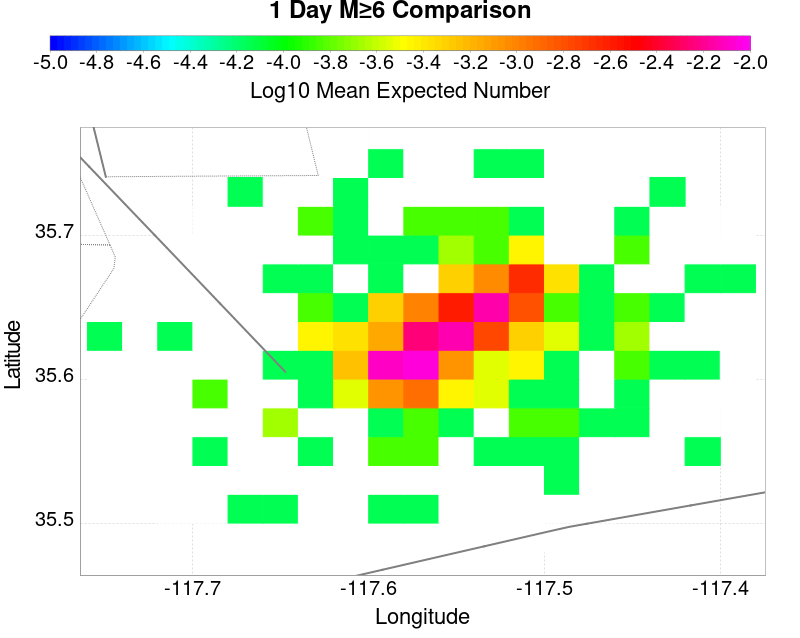 1 Day M≥6 Comparison
-5.0 -4.8 -4.6 -4.4 -4.2 -4.0 -3.8 -3.6 -3.4 -3.2 -3.0 -2.8 -2.6 -2.4 -2.2 -2.0
Log10 Mean Expected Number
35.7
35.6
35.5
Latitude
-117.7 -117.6 -117.5 -117.4
Longitude